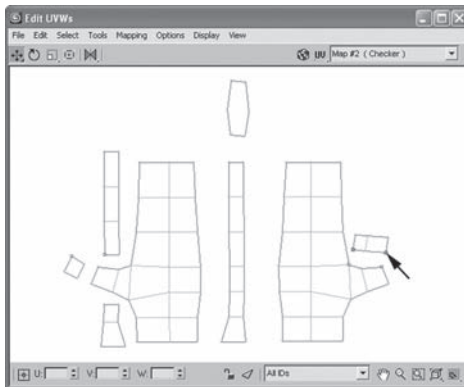 Edit UVWs
File Edit Select Tools Mapping Options Display View
UV Map #2 ( Checker )
U: V: W: All IDs